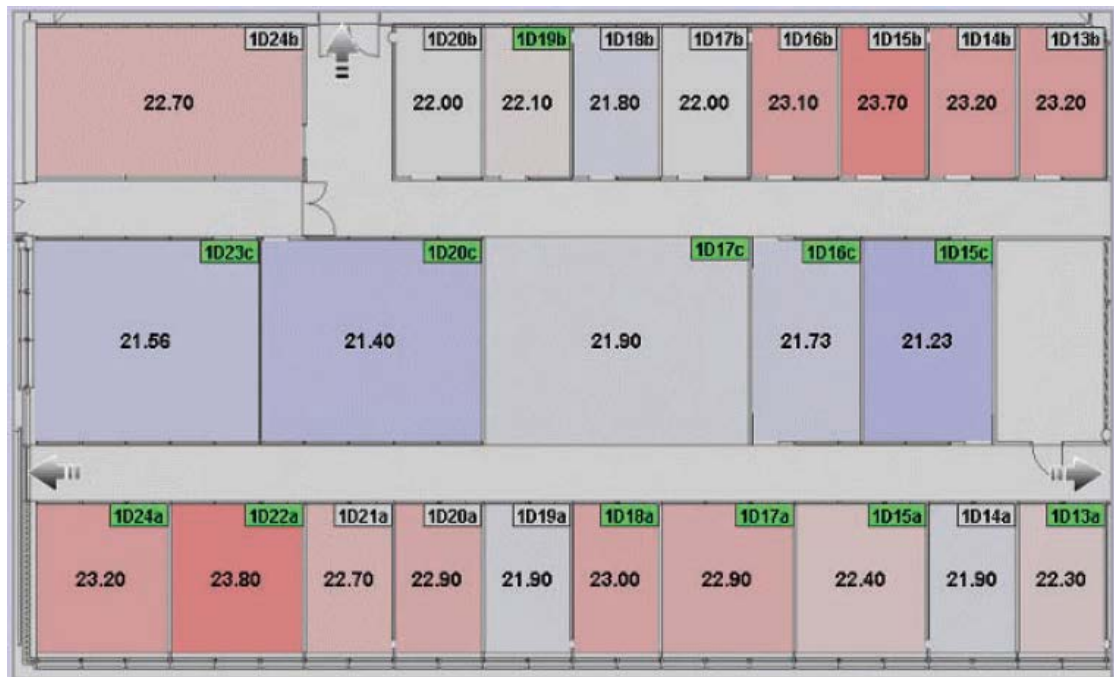 1D24b 1D20b 1D19b 1D18b 1D17b 1D16b 1D15b 1D14b 1D13b
22.70 22.00 22.10 21.80 22.00 23.10 23.70 23.20 23.20
1D23c 1D20c 1D17c 1D16c 1D15c
21.56 21.40 21.90 21.73 21.23
1D24a 1D22a 1D21a 1D20a 1D19a 1D18a 1D17a 1D15a 1D14a 1D13a
23.20 23.80 22.70 22.90 21.90 23.00 22.90 22.40 21.90 22.30